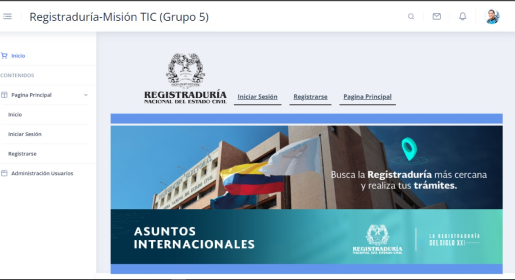 Registraduría-Misión TIC (Grupo 5)
Inicio
CONTENIDOS
Pagina Principal
Inicio
Iniciar Sesión
Registrarse
Administración Usuarios
REGISTRADURÍA
NACIONAL DEL ESTADO CIVIL
Iniciar Sesión
Registrarse
Pagina Principal
Busca la Registraduría más cercana
y realiza tus trámites.
ASUNTOS
INTERNACIONALES
REGISTRADURÍA
NACIONAL DEL ESTADO CIVIL
LA REGISTRADURÍA
DEL SIGLO XXI